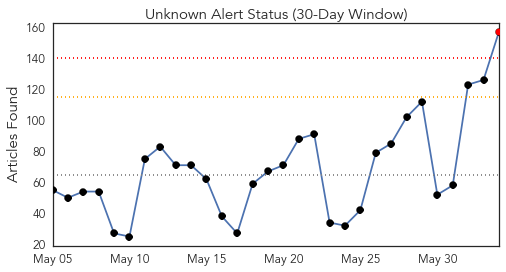 Unknown Alert Status (30-Day Window)
Articles Found
160
140
120
100
80
60
40
20
May 05
May 10
May 15
May 20
May 25
May 30